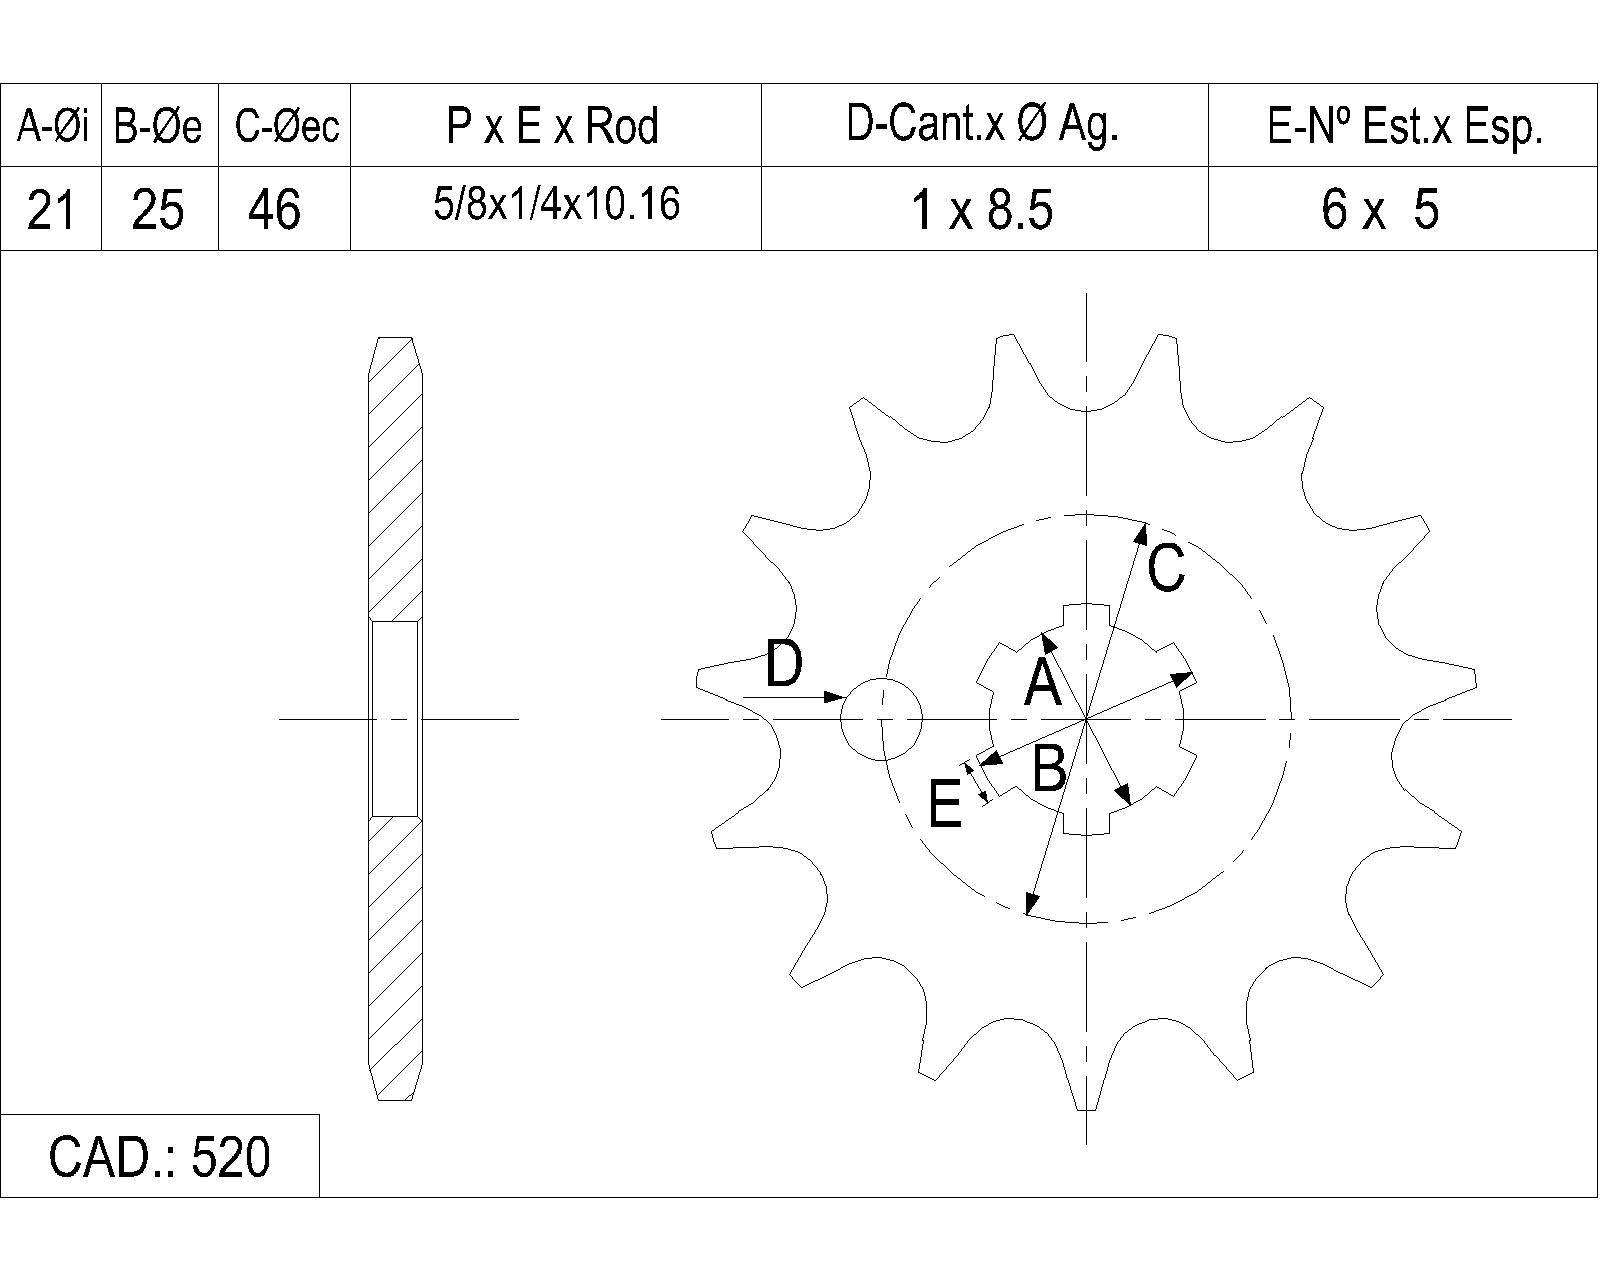 A-Øi B-Øe C-Øec P x E x Rod D-Cant.x Ø Ag. E-Nº Est.x Esp.
21 25 46 5/8x1/4x10.16 1 x 8.5 6 x 5
C
D
A
B
E
CAD.: 520